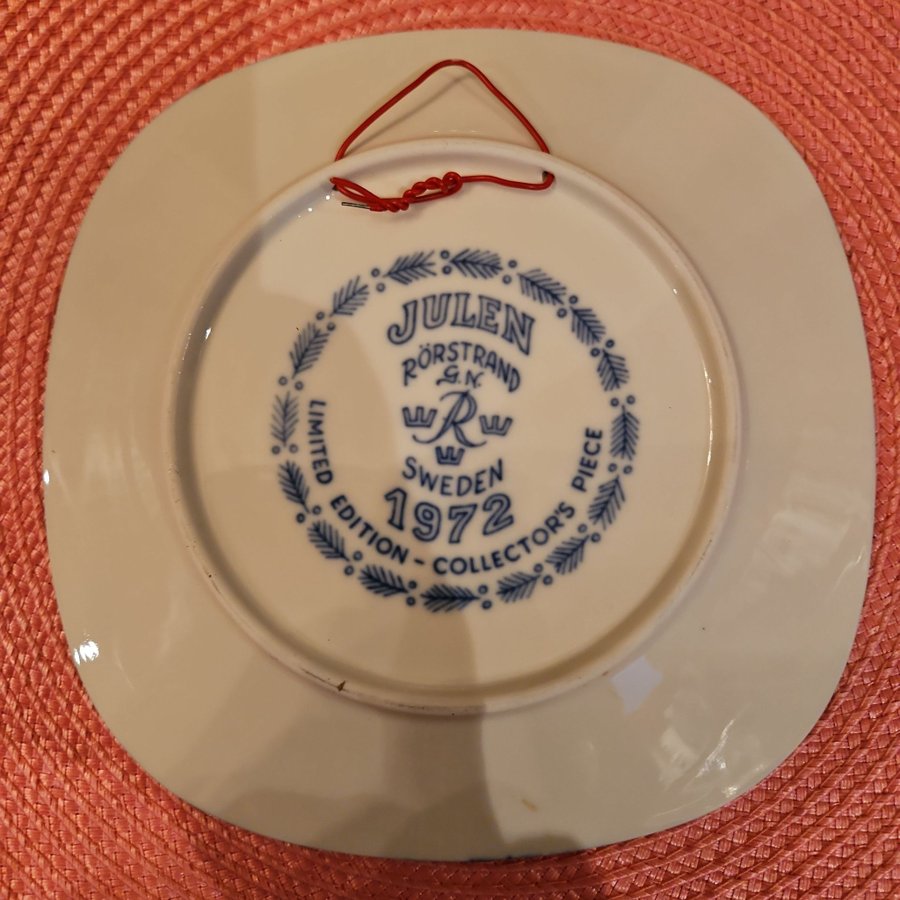 JULEN
RÖRSTRAND
G.N.
R
SWEDEN
1972
LIMITED EDITION - COLLECTOR'S PIECE